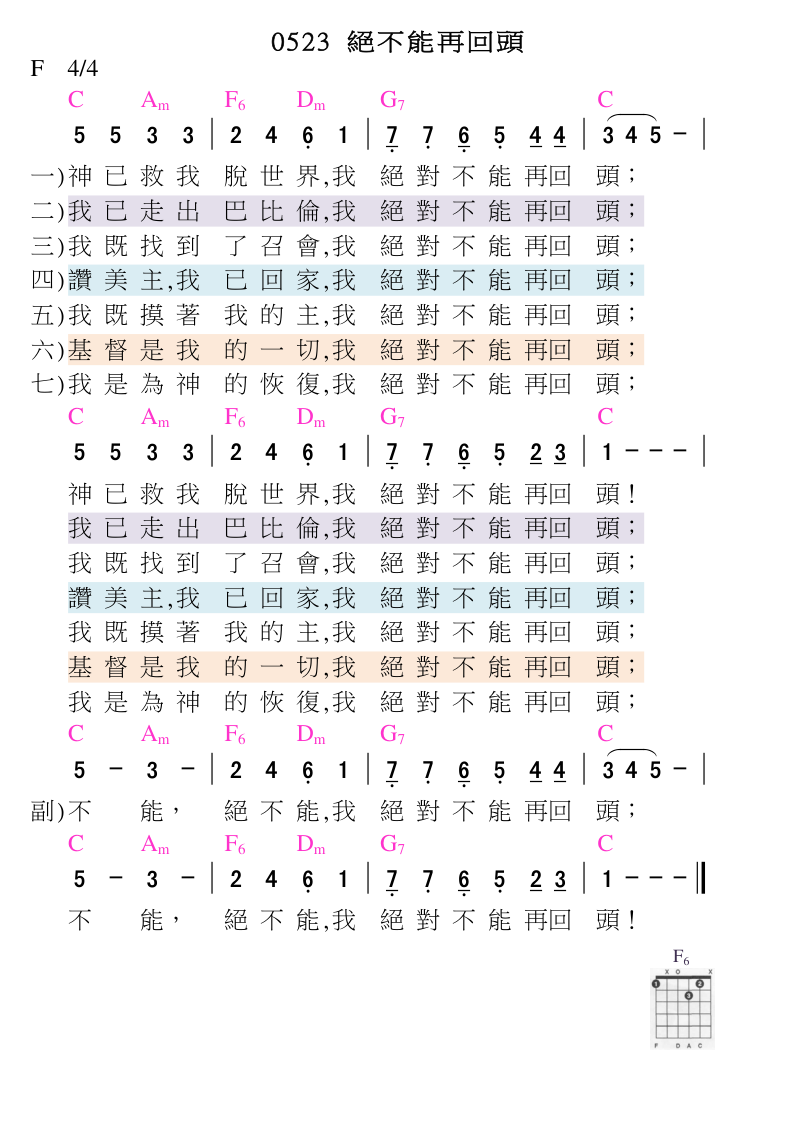 0523 絕不能再回頭
F 4/4
C Am F6 Dm G7 C
5 5 3 3 | 2 4 6 1 | 7 7 6 5 4 4 | 3 4 5 - |
一)神已救我 脫世界,我 絕對不能再回 頭；
二)我已走出 巴比倫,我 絕對不能再回 頭；
三)我既找到 了召會,我 絕對不能再回 頭；
四)讚美主,我 已回家,我 絕對不能再回 頭；
五)我既摸著 我的主,我 絕對不能再回 頭；
六)基督是我 的一切,我 絕對不能再回 頭；
七)我是為神 的恢復,我 絕對不能再回 頭；
C Am F6 Dm G7 C
5 5 3 3 | 2 4 6 1 | 7 7 6 5 2 3 | 1 - - - |
神已救我 脫世界,我 絕對不能再回 頭！
我已走出 巴比倫,我 絕對不能再回 頭；
我既找到 了召會,我 絕對不能再回 頭；
讚美主,我 已回家,我 絕對不能再回 頭；
我既摸著 我的主,我 絕對不能再回 頭；
基督是我 的一切,我 絕對不能再回 頭；
我是為神 的恢復,我 絕對不能再回 頭；
C Am F6 Dm G7 C
5 - 3 - | 2 4 6 1 | 7 7 6 5 4 4 | 3 4 5 - |
副)不 能， 絕不能,我 絕對不能再回 頭；
C Am F6 Dm G7 C
5 - 3 - | 2 4 6 1 | 7 7 6 5 2 3 | 1 - - - ‖
不 能， 絕不能,我 絕對不能再回 頭！
F6
X O X
1 2
3
F D A C